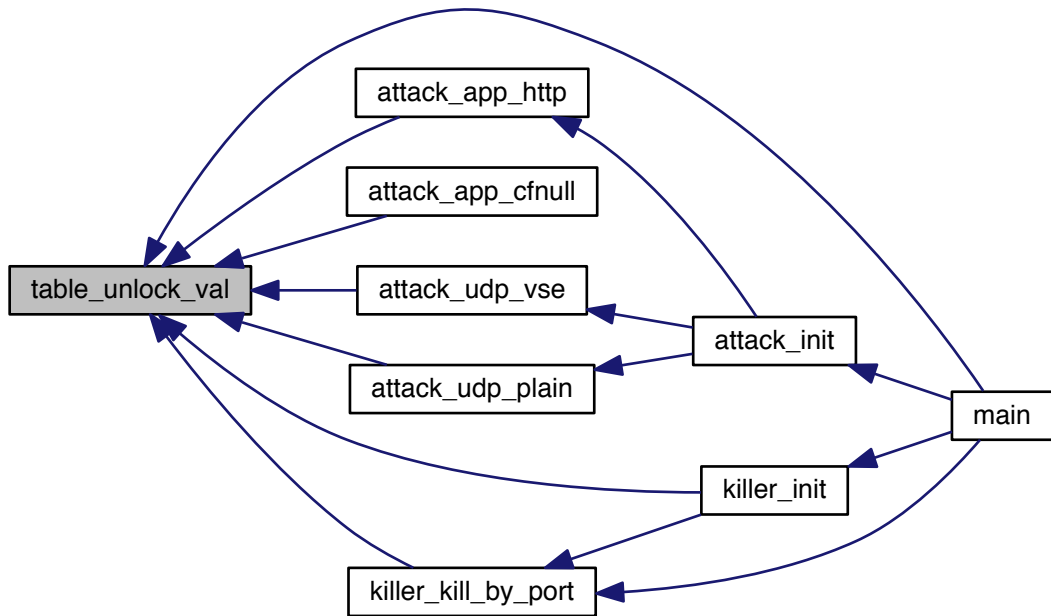 attack_app_http
attack_app_cfnull
table_unlock_val
attack_udp_vse
attack_init
attack_udp_plain
main
killer_init
killer_kill_by_port